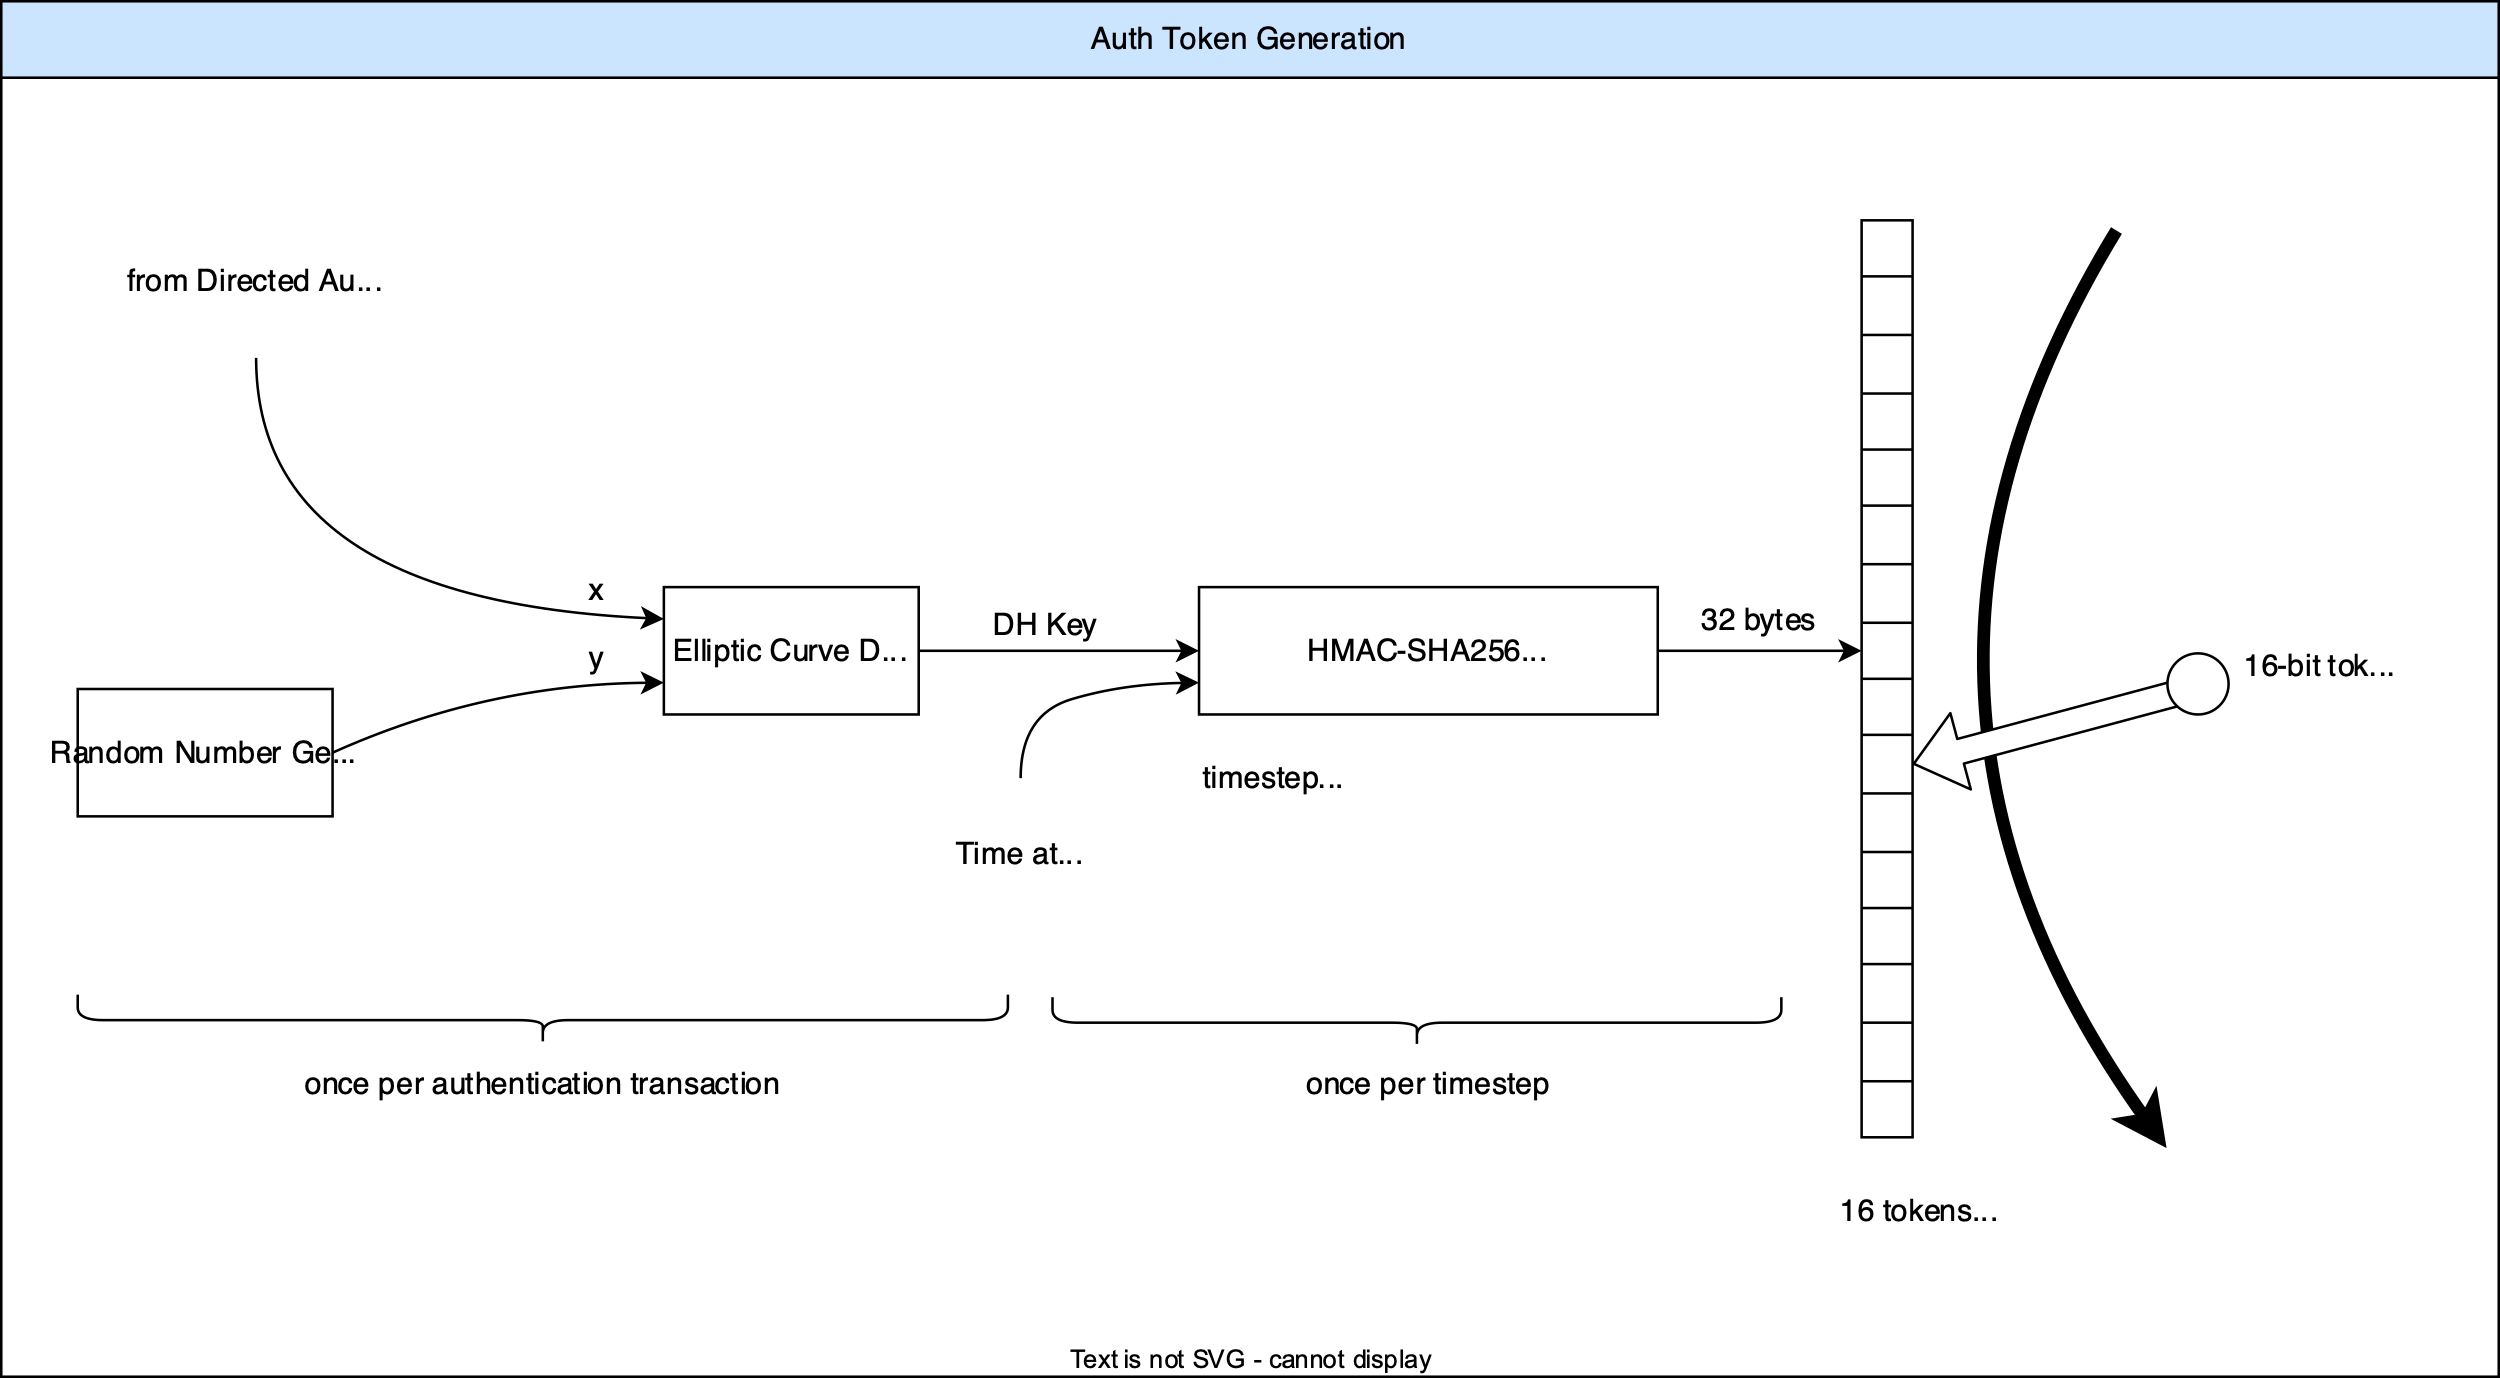 Auth Token Generation
from Directed Au...
x
y
Random Number Ge...
Elliptic Curve D...
DH Key
HMAC-SHA256...
32 bytes
timestep...
Time at...
16-bit tok...
once per authentication transaction
once per timestep
16 tokens...
Text is not SVG - cannot display